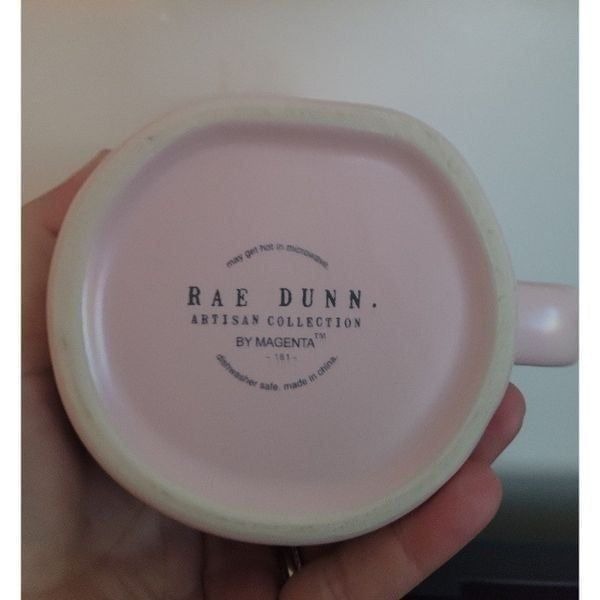 may get hot in microwave.
RAE DUNN.
ARTISAN COLLECTION
BY MAGENTA™
- 181 -
dishwasher safe. made in china.